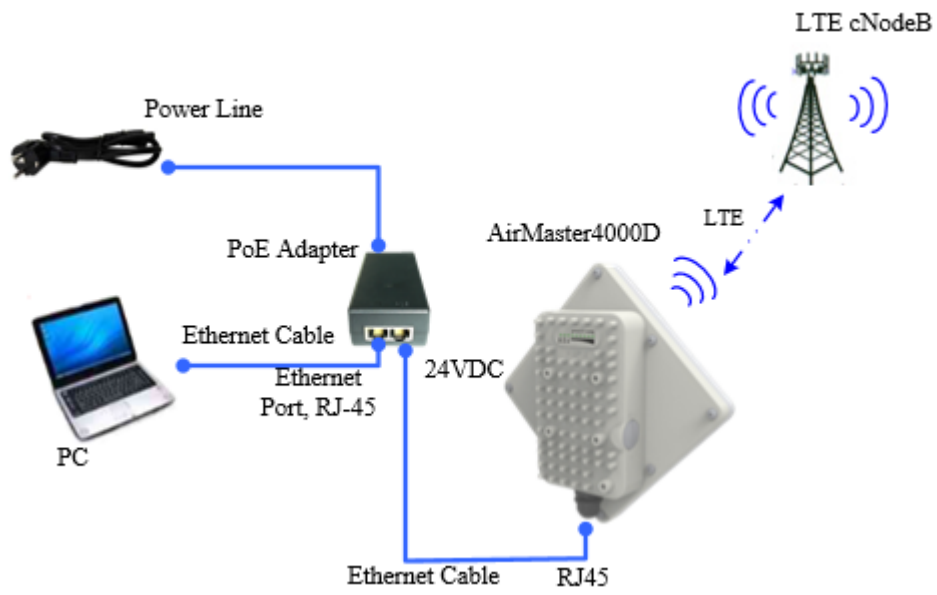 LTE cNodeB
Power Line
LTE
AirMaster4000D
PoE Adapter
Ethernet Cable
24VDC
Ethernet
Port, RJ-45
PC
Ethernet Cable
RJ45